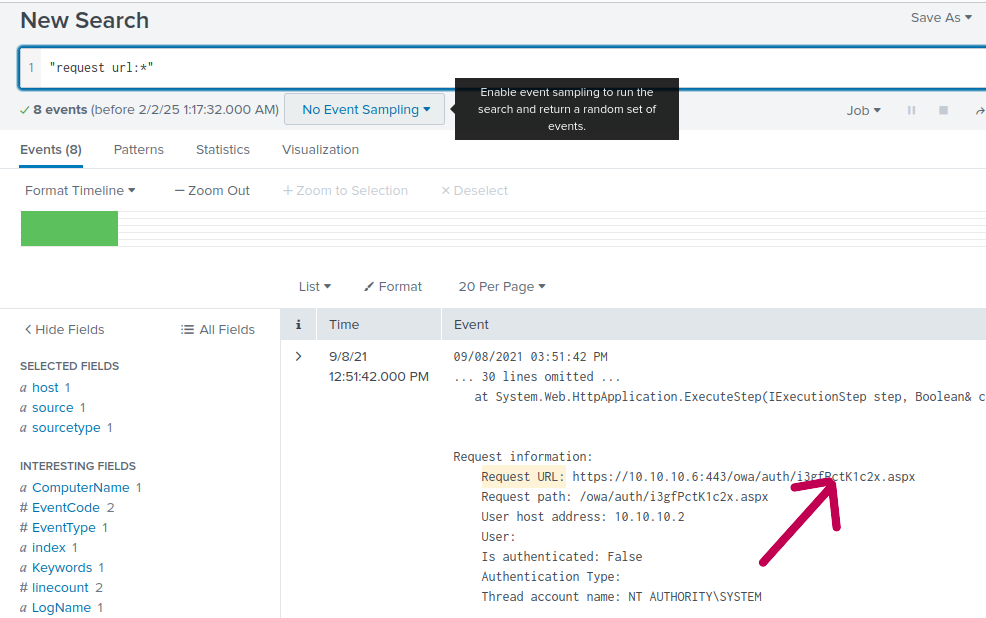 New Search
Save As
1 "request url:*"
8 events (before 2/2/25 1:17:32.000 AM)
No Event Sampling
Enable event sampling to run the
search and return a random set of
events.
Job
Events (8) Patterns Statistics Visualization
Format Timeline — Zoom Out + Zoom to Selection × Deselect
List Format 20 Per Page
< Hide Fields All Fields
i Time Event
SELECTED FIELDS
a host 1
a source 1
a sourcetype 1
INTERESTING FIELDS
a ComputerName 1
# EventCode 2
# EventType 1
a index 1
a Keywords 1
# linecount 2
a LogName 1
> 9/8/21
12:51:42.000 PM
09/08/2021 03:51:42 PM
... 30 lines omitted ...
at System.Web.HttpApplication.ExecuteStep(IExecutionStep step, Boolean& c
Request information:
Request URL: https://10.10.10.6:443/owa/auth/i3gfPctK1c2x.aspx
Request path: /owa/auth/i3gfPctK1c2x.aspx
User host address: 10.10.10.2
User:
Is authenticated: False
Authentication Type:
Thread account name: NT AUTHORITY\SYSTEM